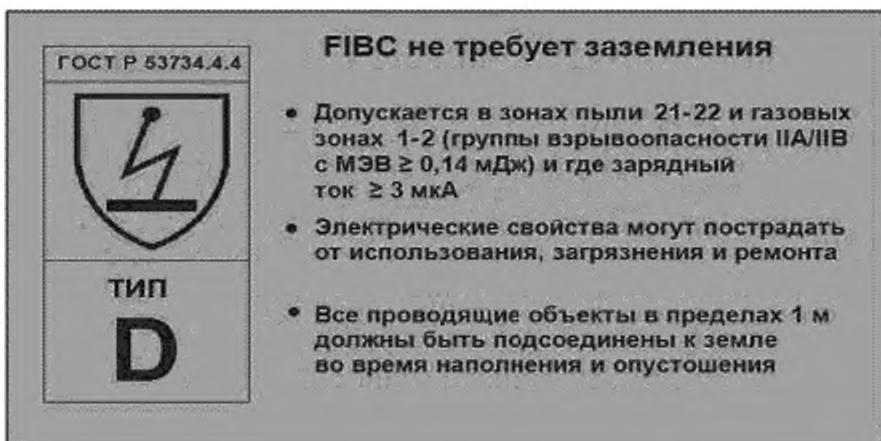 ГОСТ Р 53734.4.4
ТИП
D
FIBC не требует заземления
• Допускается в зонах пыли 21-22 и газовых
зонах 1-2 (группы взрывоопасности IIA/IIB
с МЭВ ≥ 0,14 мДж) и где зарядный
ток ≥ 3 мкА
• Электрические свойства могут пострадать
от использования, загрязнения и ремонта
• Все проводящие объекты в пределах 1 м
должны быть подсоединены к земле
во время наполнения и опустошения